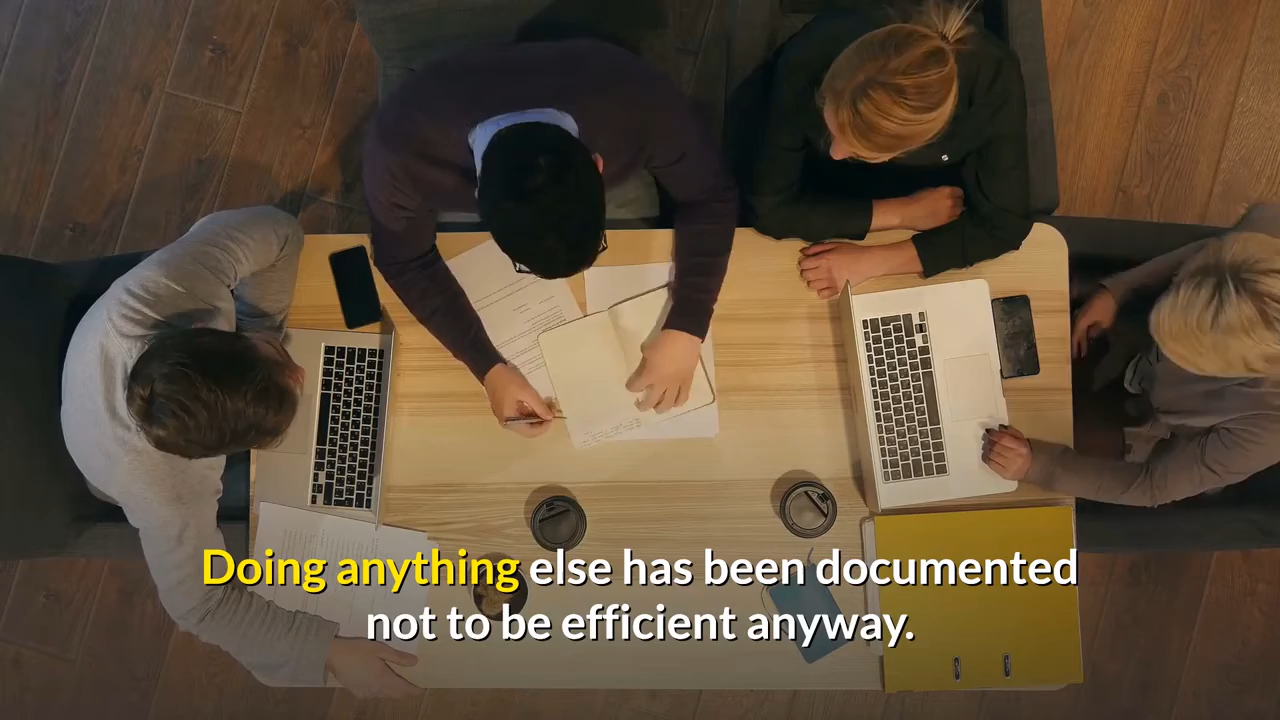 Doing anything else has been documented
not to be efficient anyway.